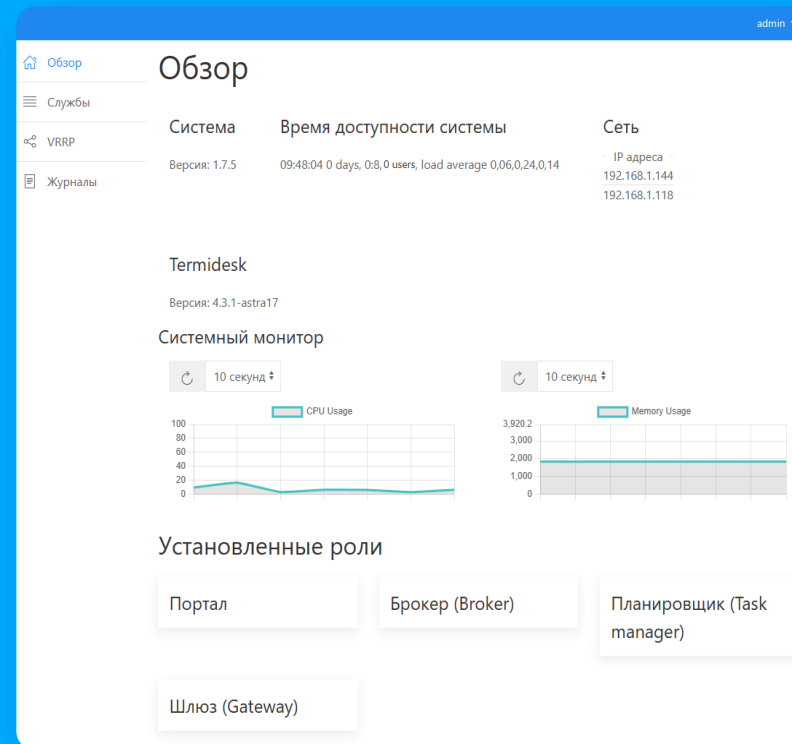 admin
Обзор
Службы
VRRP
Журналы
Обзор
Система
Версия: 1.7.5
Время доступности системы
09:48:04 0 days, 0:8, 0 users, load average 0,06,0,24,0,14
Сеть
IP адреса
192.168.1.144
192.168.1.118
Termidesk
Версия: 4.3.1-astra17
Системный монитор
10 секунд
10 секунд
CPU Usage
100
80
60
40
20
0
Memory Usage
3,920.2
3,000
2,000
1,000
0
Установленные роли
Портал
Брокер (Broker)
Планировщик (Task
manager)
Шлюз (Gateway)